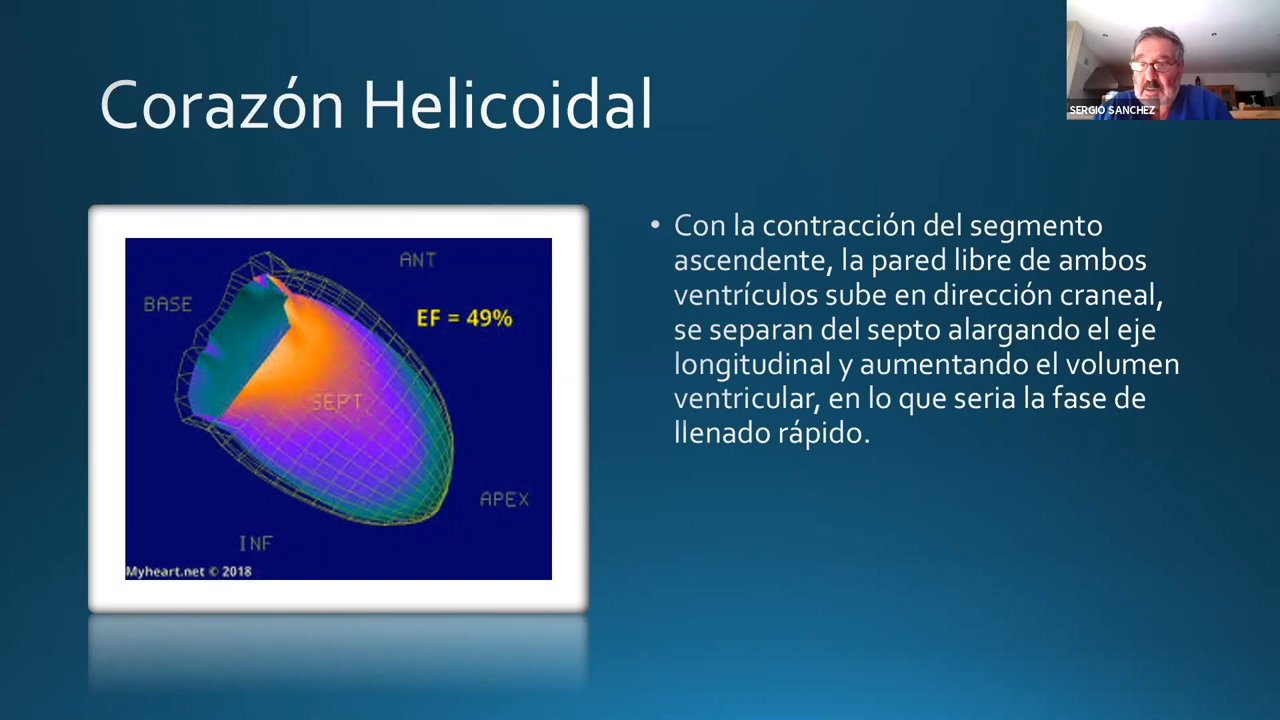 Corazón Helicoidal
SERGIO SANCHEZ
ANT
BASE
EF = 49%
SEPT
APEX
INF
Myheart.net © 2018
• Con la contracción del segmento
ascendente, la pared libre de ambos
ventrículos sube en dirección craneal,
se separan del septo alargando el eje
longitudinal y aumentando el volumen
ventricular, en lo que seria la fase de
llenado rápido.